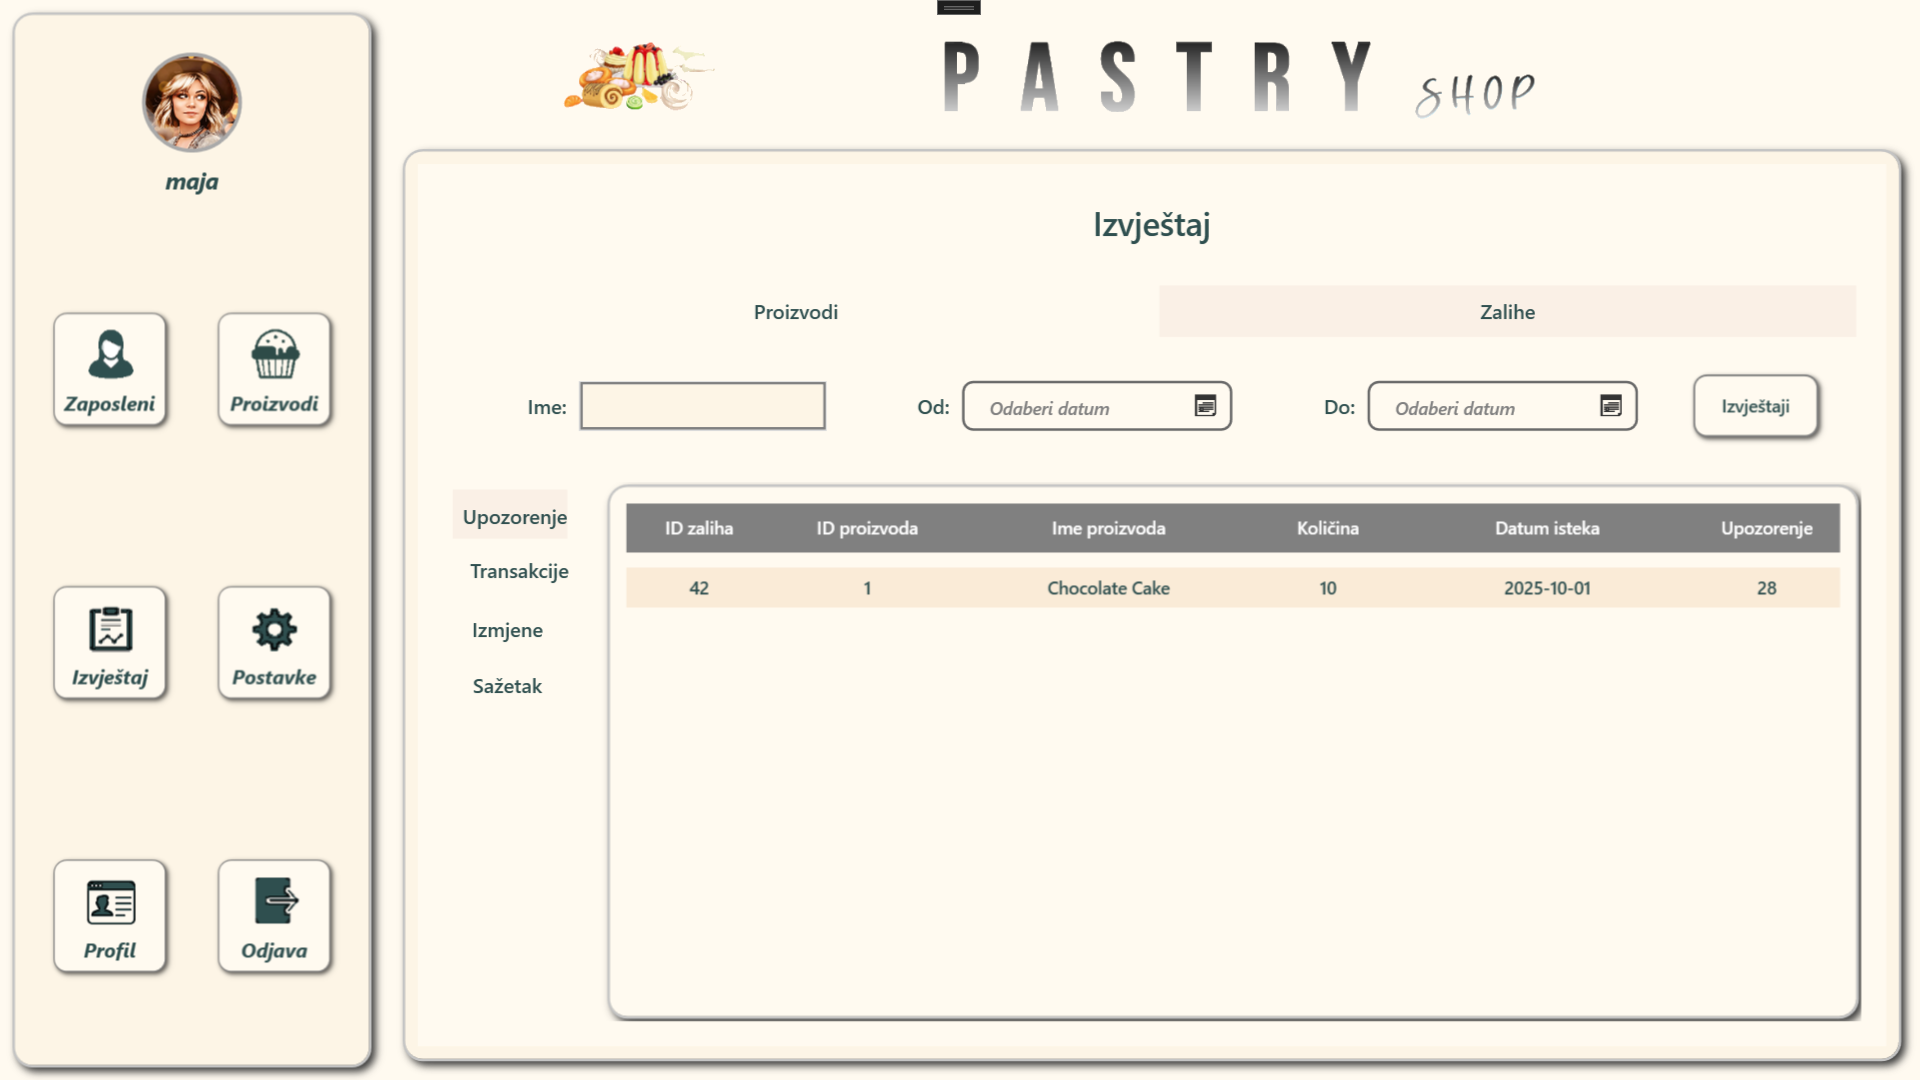 PASTRY SHOP
maja
Zaposleni
Proizvodi
Izvještaj
Postavke
Profil
Odjava
Izvještaj
Proizvodi Zalihe
Ime: Od: Odaberi datum Do: Odaberi datum Izvještaji
Upozorenje
Transakcije
Izmjene
Sažetak
ID zaliha ID proizvoda Ime proizvoda Količina Datum isteka Upozorenje
42 1 Chocolate Cake 10 2025-10-01 28